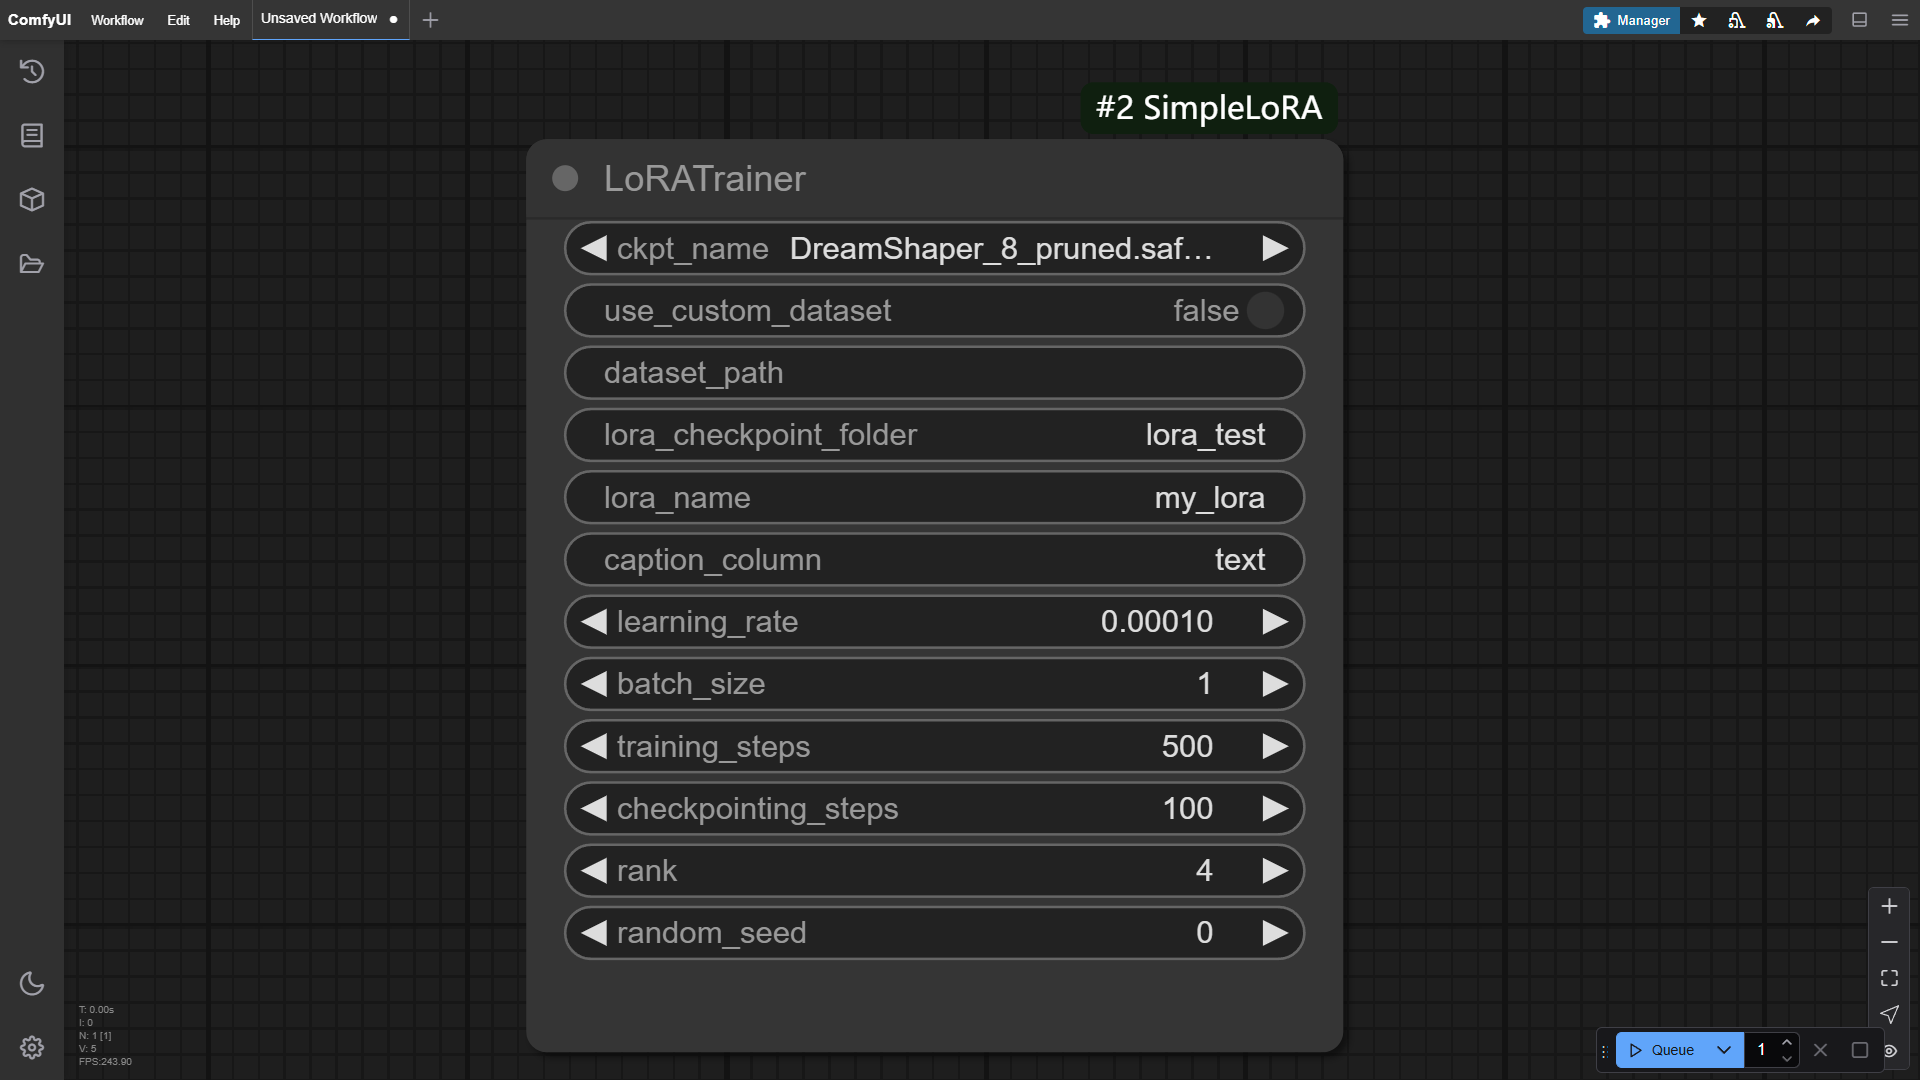 ComfyUI Workflow Edit Help Unsaved Workflow Manager
#2 SimpleLoRA
LoRATrainer
ckpt_name DreamShaper_8_pruned.saf...
use_custom_dataset false
dataset_path
lora_checkpoint_folder lora_test
lora_name my_lora
caption_column text
learning_rate 0.00010
batch_size 1
training_steps 500
checkpointing_steps 100
rank 4
random_seed 0
T: 0.00s
I: 0
N: 1 [1]
V: 5
FPS:243.90
Queue 1